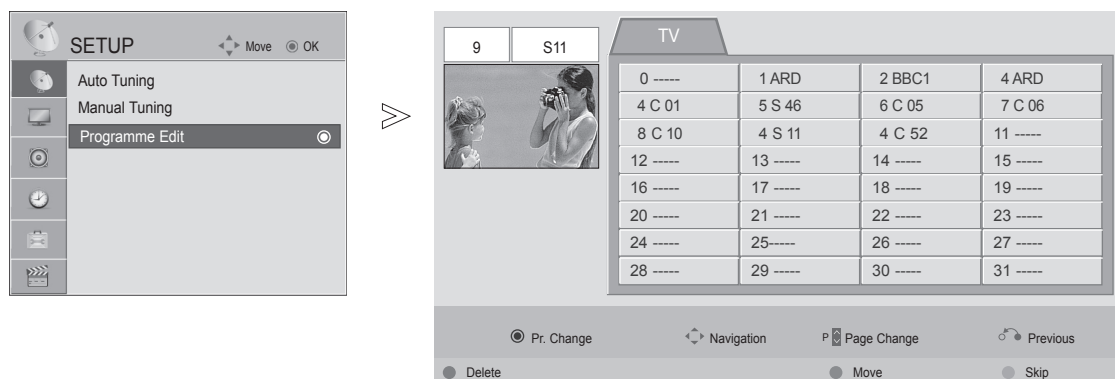 SETUP Move OK
Auto Tuning
Manual Tuning
Programme Edit
9 S11
TV
0 ----- 1 ARD 2 BBC1 4 ARD
4 C 01 5 S 46 6 C 05 7 C 06
8 C 10 4 S 11 4 C 52 11 -----
12 ----- 13 ----- 14 ----- 15 -----
16 ----- 17 ----- 18 ----- 19 -----
20 ----- 21 ----- 22 ----- 23 -----
24 ----- 25----- 26 ----- 27 -----
28 ----- 29 ----- 30 ----- 31 -----
Pr. Change Navigation P Page Change Previous
Delete Move Skip